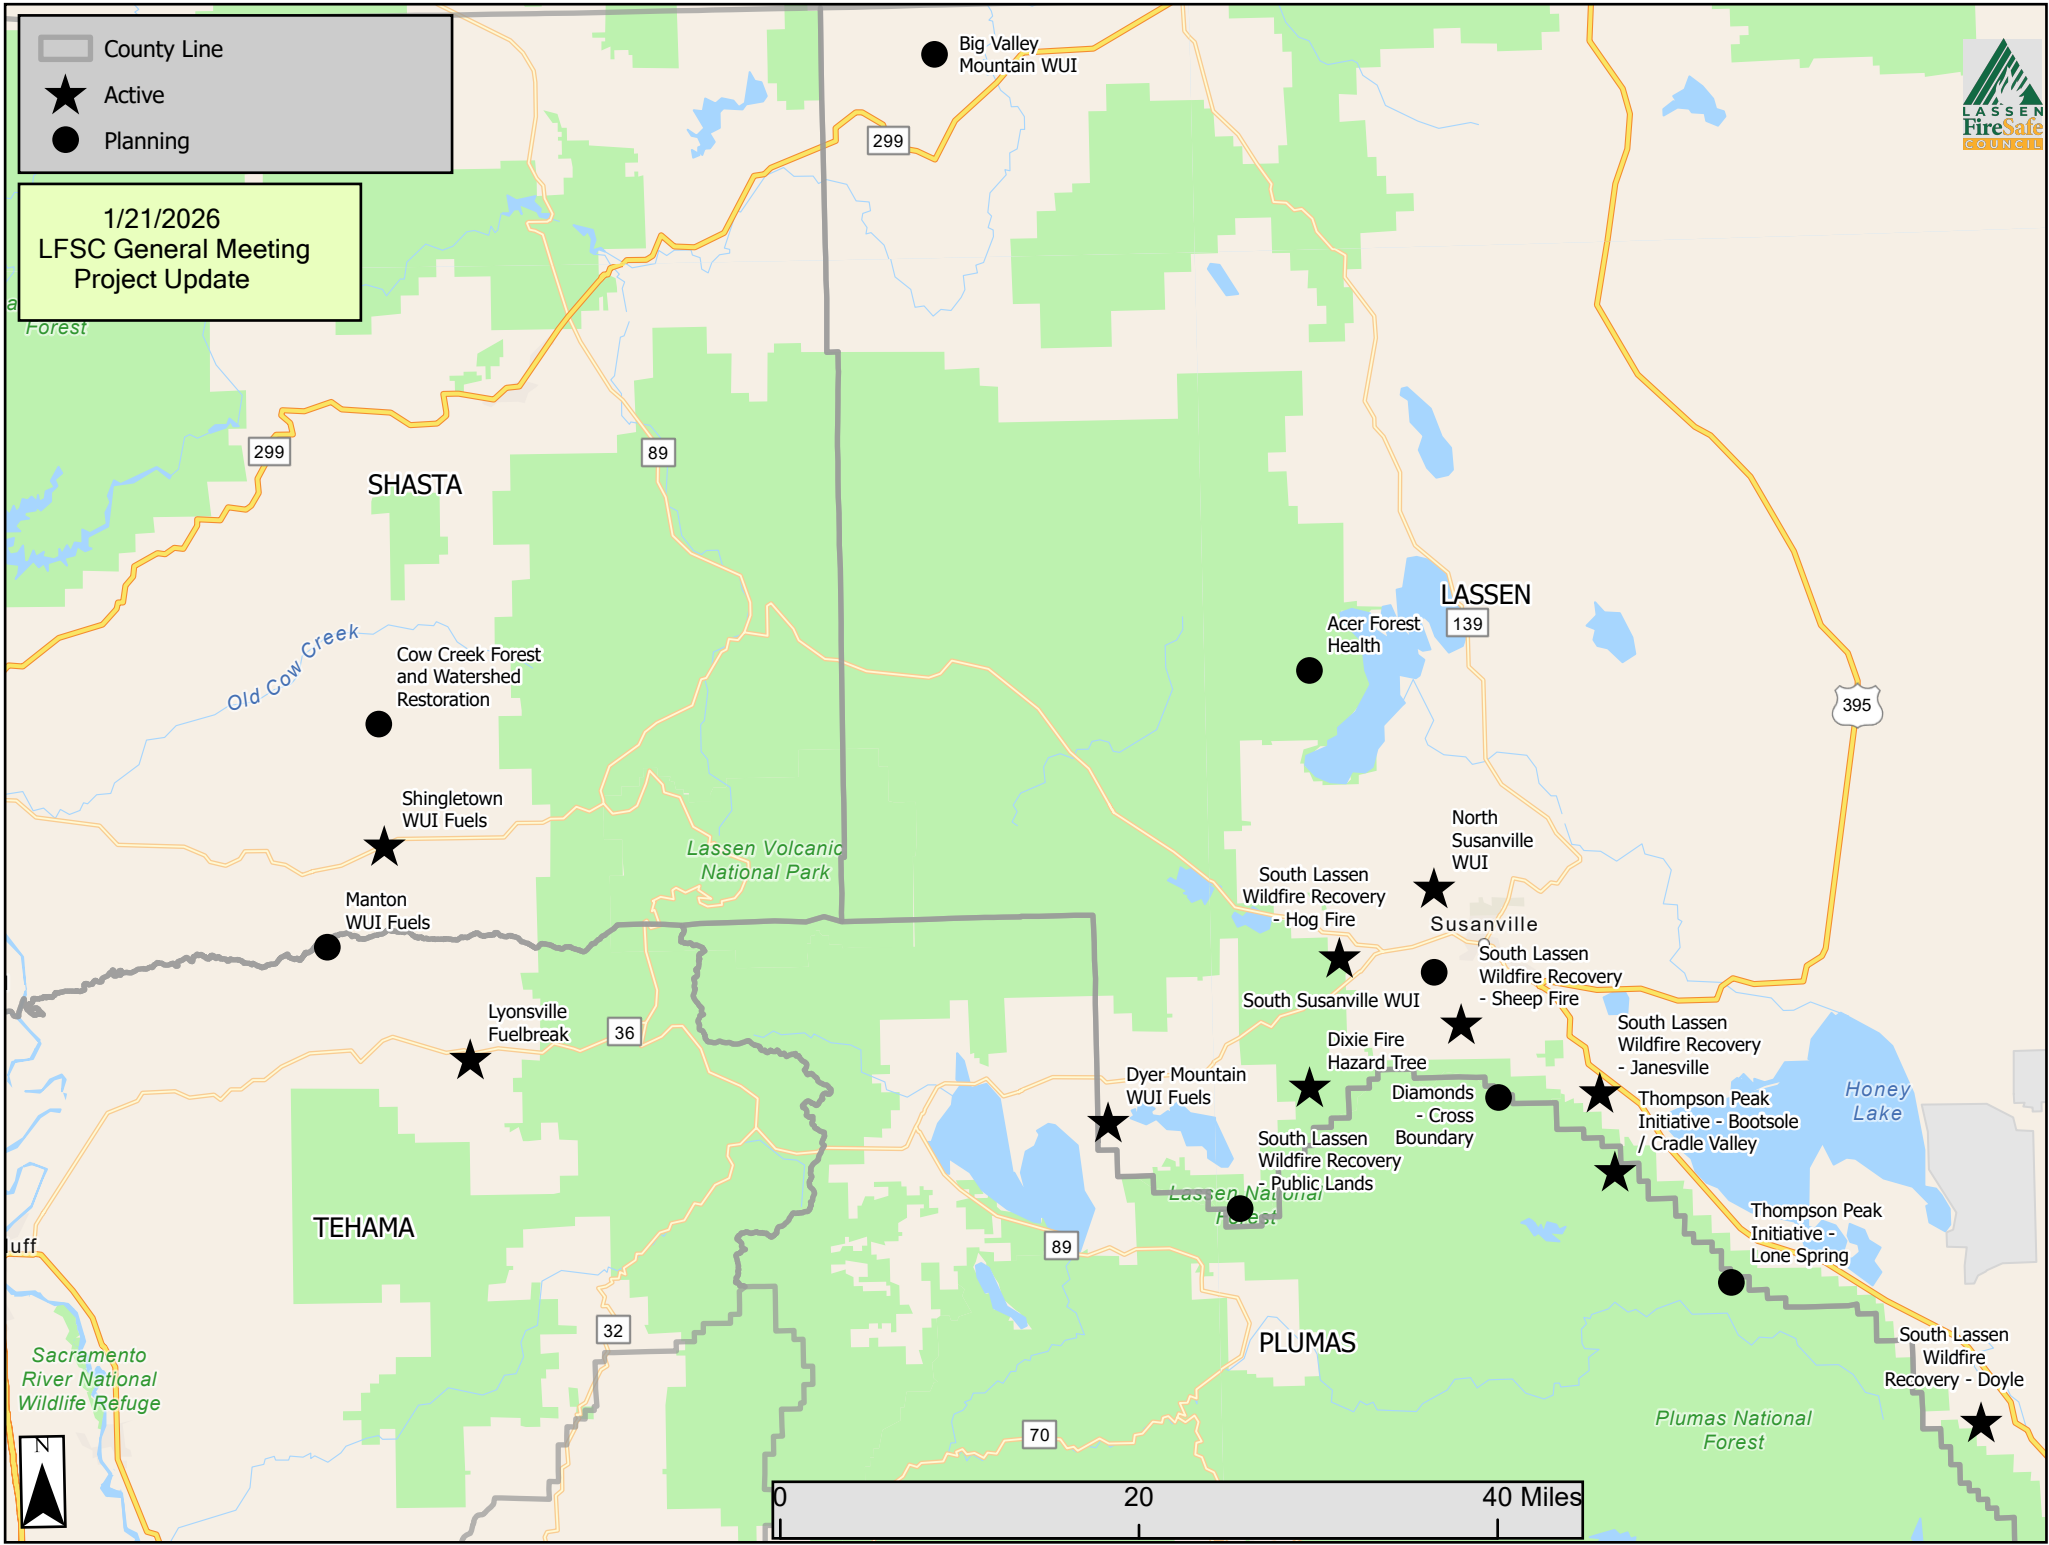 County Line
Active
Planning
1/21/2026
LFSC General Meeting
Project Update
Forest
Big Valley
Mountain WUI
LASSEN
FireSafe
COUNCIL
299
299
89
SHASTA
LASSEN
139
Acer Forest
Health
395
Old Cow Creek
Cow Creek Forest
and Watershed
Restoration
Shingletown
WUI Fuels
Lassen Volcanic
National Park
Manton
WUI Fuels
North
Susanville
WUI
South Lassen
Wildfire Recovery
- Hog Fire
Susanville
South Lassen
Wildfire Recovery
- Sheep Fire
South Susanville WUI
Lyonsville
Fuelbreak
36
Dixie Fire
Hazard Tree
South Lassen
Wildfire Recovery
- Janesville
Dyer Mountain
WUI Fuels
Diamonds
- Cross
Boundary
Thompson Peak
Initiative - Bootsole
/ Cradle Valley
Honey
Lake
South Lassen
Wildfire Recovery
- Public Lands
Lassen National
Forest
TEHAMA
uff
89
Thompson Peak
Initiative -
Lone Spring
32
PLUMAS
South Lassen
Wildfire
Recovery - Doyle
Sacramento
River National
Wildlife Refuge
70
Plumas National
Forest
N
0 20 40 Miles